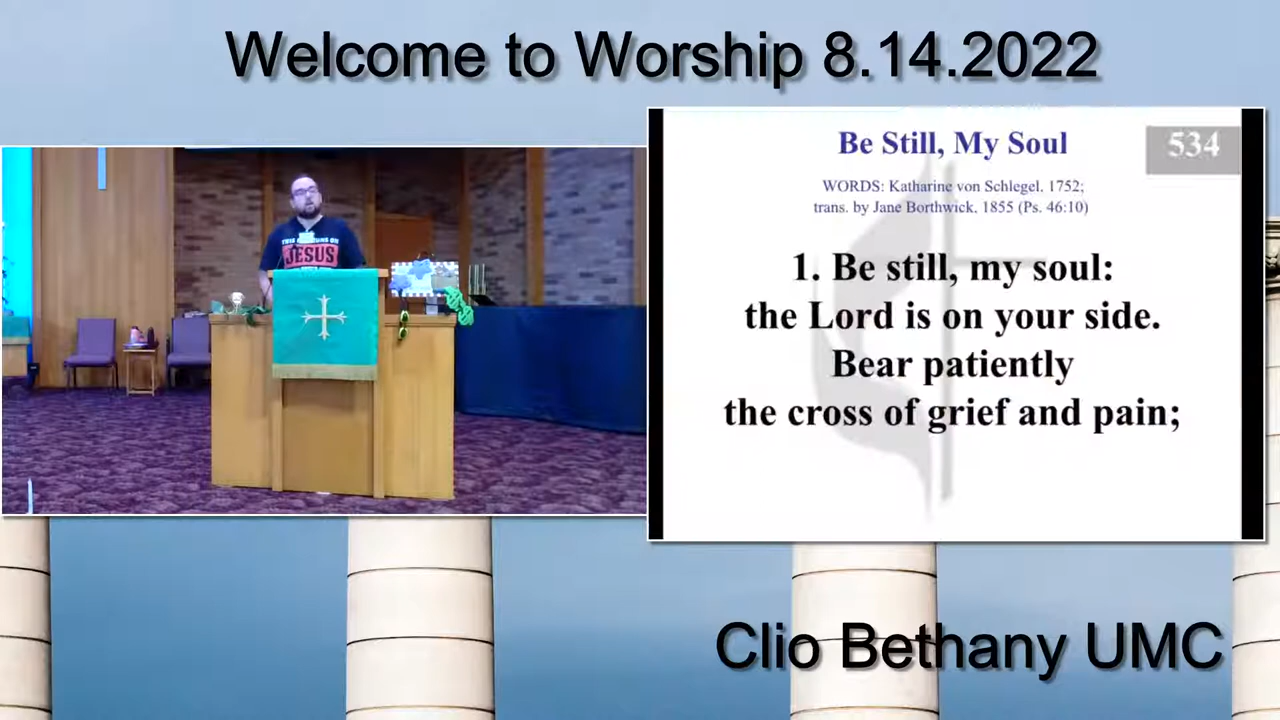 Welcome to Worship 8.14.2022
Be Still, My Soul
534
WORDS: Katharine von Schlegel, 1752;
trans. by Jane Borthwick, 1855 (Ps. 46:10)
1. Be still, my soul:
the Lord is on your side.
Bear patiently
the cross of grief and pain;
JESUS
Clio Bethany UMC